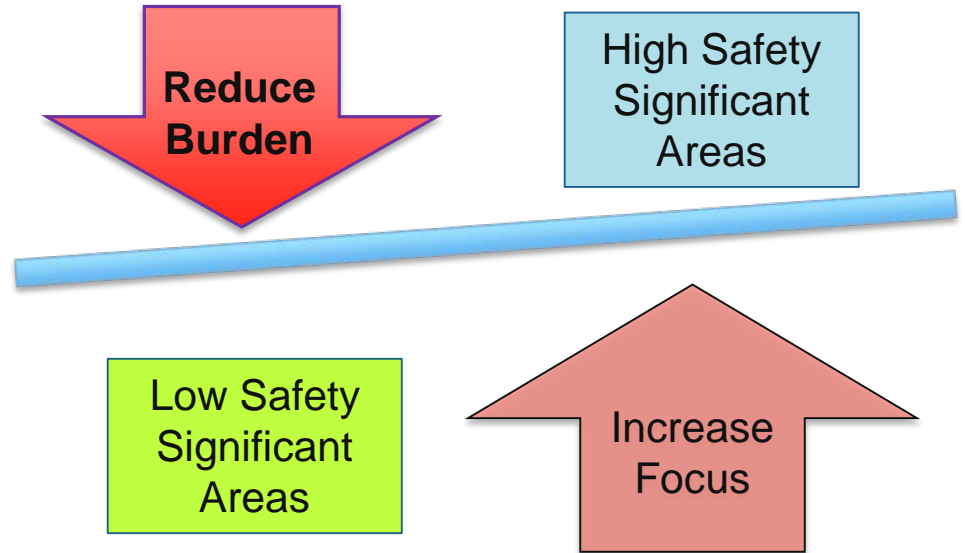 Reduce
Burden
High Safety
Significant
Areas
Low Safety
Significant
Areas
Increase
Focus